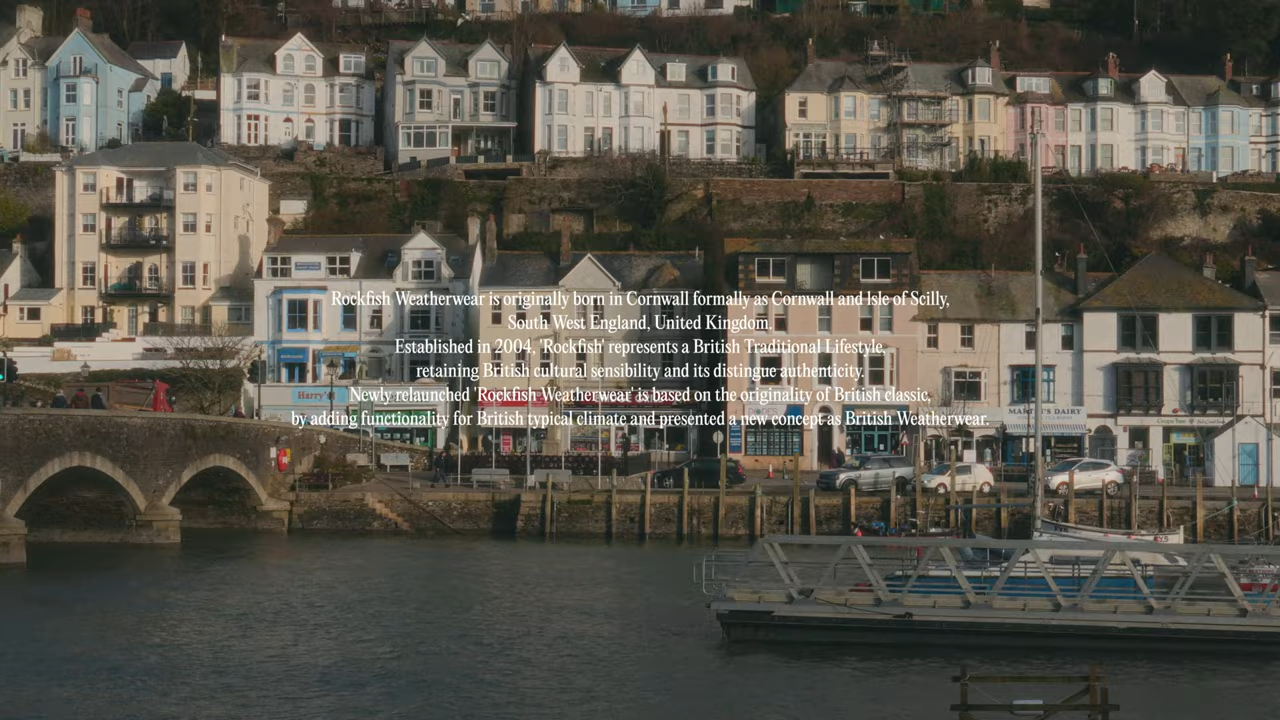 Rockfish Weatherwear is originally born in Cornwall formally as Cornwall and Isle of Scilly,
South West England, United Kingdom.
Established in 2004, 'Rockfish' represents a British Traditional Lifestyle,
retaining British cultural sensibility and its distingue authenticity.
Newly relaunched 'Rockfish Weatherwear' is based on the originality of British classic,
by adding functionality for British typical climate and presented a new concept as British Weatherwear.
Harry's
MARTIN'S DAIRY